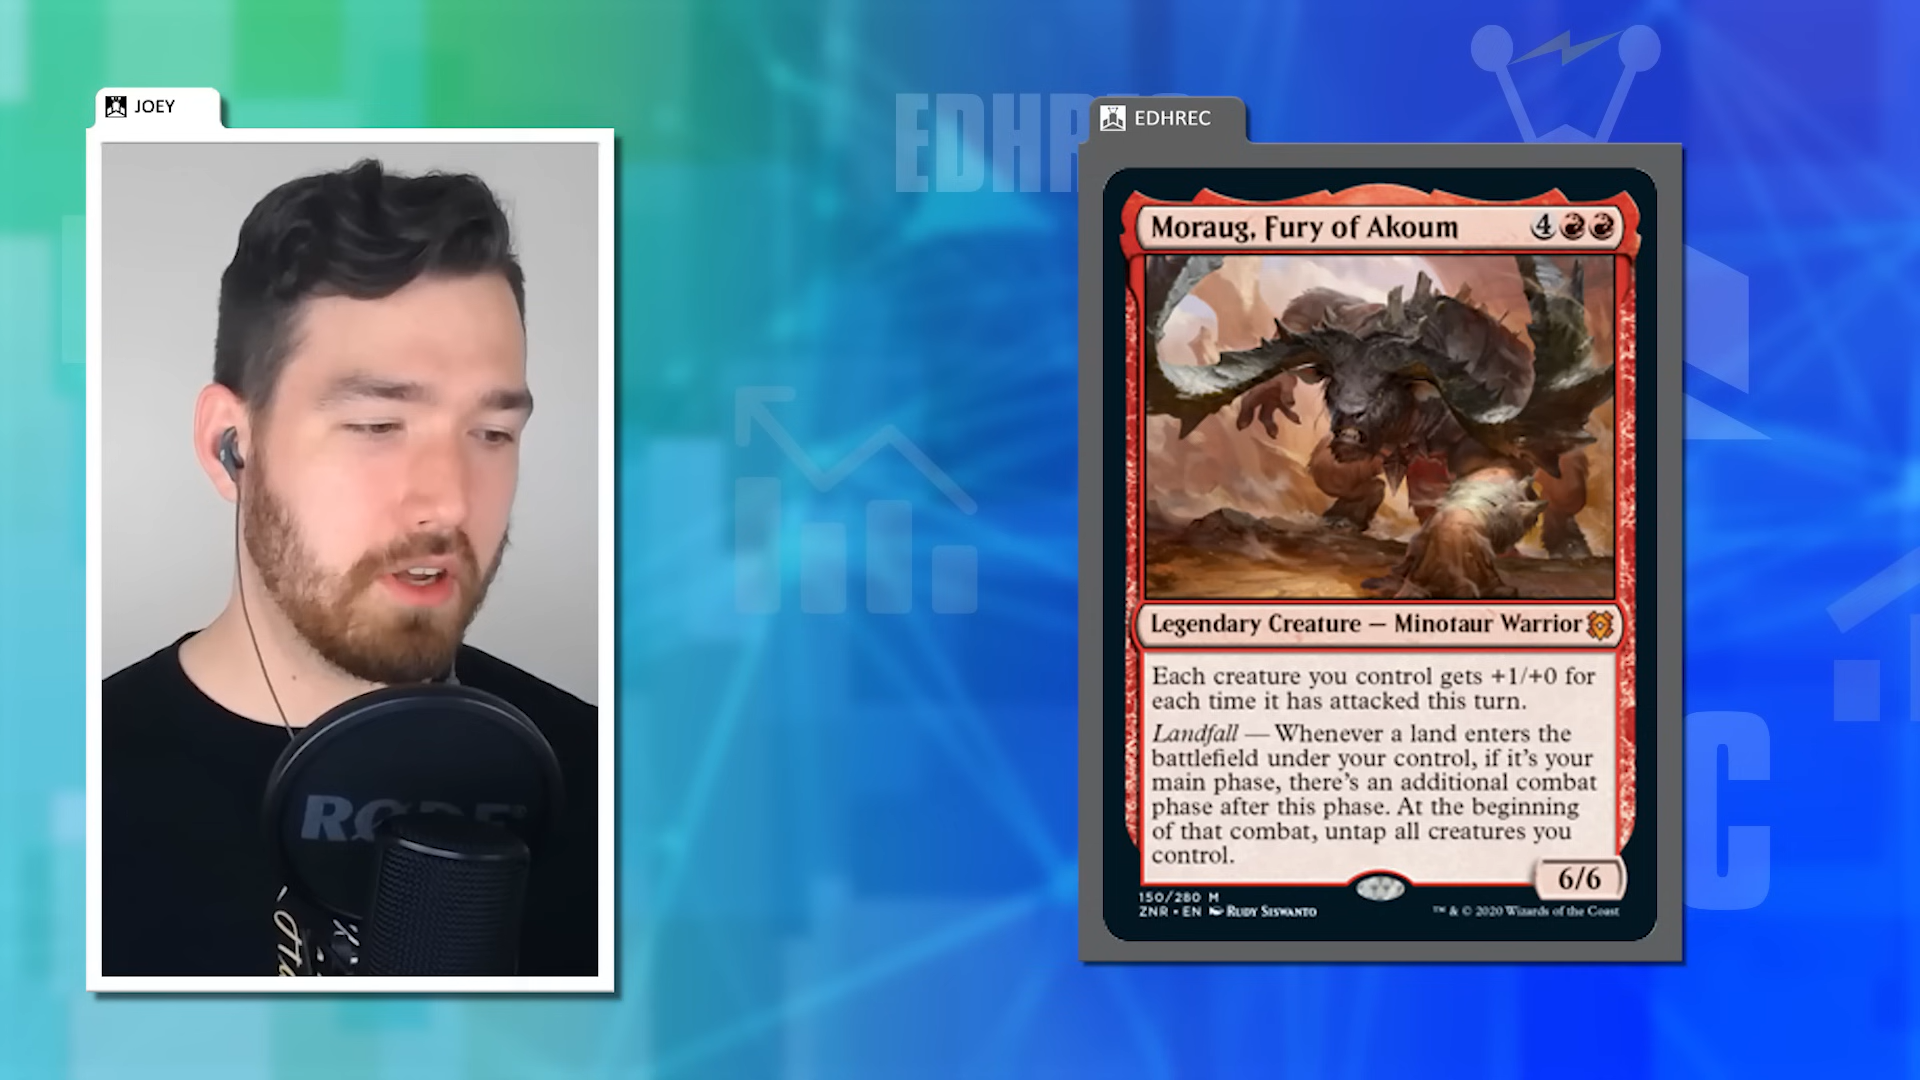 JOEY
EDHREC
EDHREC
Moraug, Fury of Akoum 4
Legendary Creature — Minotaur Warrior
Each creature you control gets +1/+0 for
each time it has attacked this turn.
Landfall — Whenever a land enters the
battlefield under your control, if it's your
main phase, there's an additional combat
phase after this phase. At the beginning
of that combat, untap all creatures you
control.
6/6
150/280 M
ZNR • EN Rudy Siswanto
™ & © 2020 Wizards of the Coast
RØDE
C